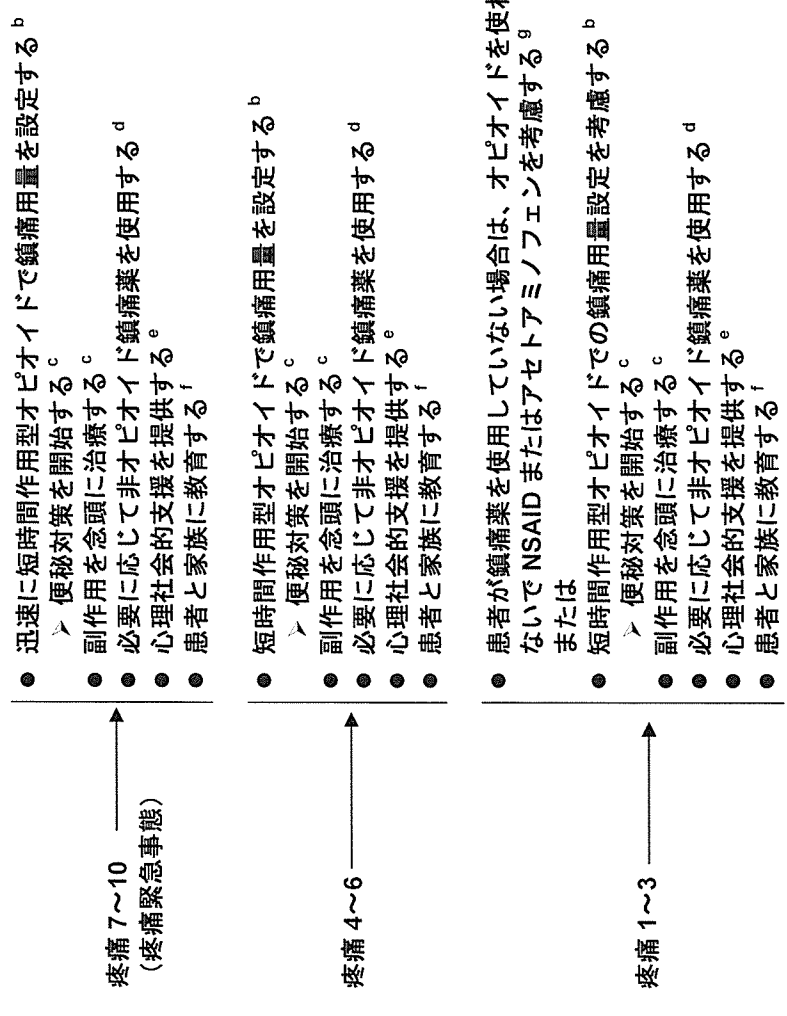 疼痛 7～10
（疼痛緊急事態）
● 迅速に短時間作用型オピオイドで鎮痛用量を設定する b
➢ 便秘対策を開始する c
● 副作用を念頭に治療する c
● 必要に応じて非オピオイド鎮痛薬を使用する d
● 心理社会的支援を提供する e
● 患者と家族に教育する f
疼痛 4～6
● 短時間作用型オピオイドで鎮痛用量を設定する b
➢ 便秘対策を開始する c
● 副作用を念頭に治療する c
● 必要に応じて非オピオイド鎮痛薬を使用する d
● 心理社会的支援を提供する e
● 患者と家族に教育する f
疼痛 1～3
● 患者が鎮痛薬を使用していない場合は、オピオイドを使
ないで NSAID またはアセトアミノフェンを考慮する g
または
● 短時間作用型オピオイドでの鎮痛用量設定を考慮する b
➢ 便秘対策を開始する c
● 副作用を念頭に治療する c
● 必要に応じて非オピオイド鎮痛薬を使用する d
● 心理社会的支援を提供する e
● 患者と家族に教育する f